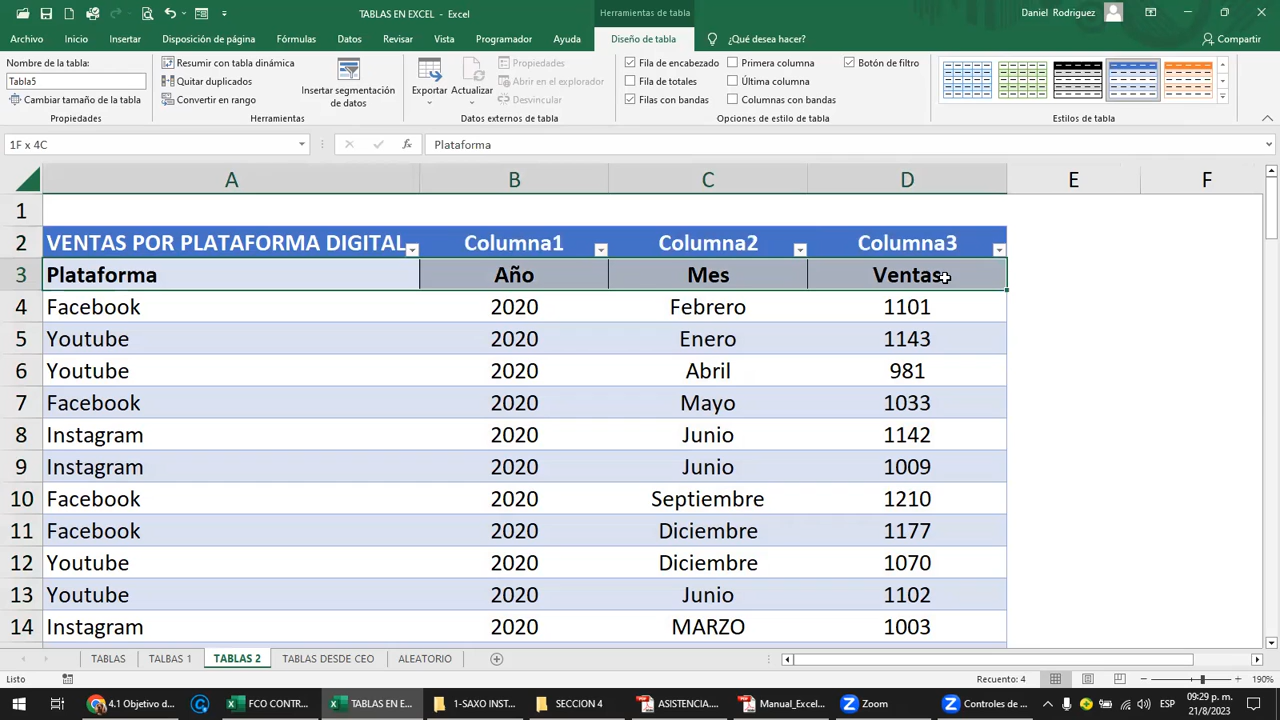 TABLAS EN EXCEL - Excel
Herramientas de tabla
Daniel Rodriguez
Archivo Inicio Insertar Disposición de página Fórmulas Datos Revisar Vista Programador Ayuda Diseño de tabla ¿Qué desea hacer? Compartir
Nombre de la tabla:
Tabla5
Cambiar tamaño de la tabla
Propiedades
Resumir con tabla dinámica
Quitar duplicados
Convertir en rango
Insertar segmentación
de datos
Herramientas
Exportar Actualizar
Propiedades
Abrir en el explorador
Desvincular
Datos externos de tabla
Fila de encabezado Primera columna Botón de filtro
Fila de totales Última columna
Filas con bandas Columnas con bandas
Opciones de estilo de tabla
Estilos de tabla
1F x 4C fx Plataforma
A B C D E F
1
2 VENTAS POR PLATAFORMA DIGITAL Columna1 Columna2 Columna3
3 Plataforma Año Mes Ventas
4 Facebook 2020 Febrero 1101
5 Youtube 2020 Enero 1143
6 Youtube 2020 Abril 981
7 Facebook 2020 Mayo 1033
8 Instagram 2020 Junio 1142
9 Instagram 2020 Junio 1009
10 Facebook 2020 Septiembre 1210
11 Facebook 2020 Diciembre 1177
12 Youtube 2020 Diciembre 1070
13 Youtube 2020 Junio 1102
14 Instagram 2020 MARZO 1003
TABLAS TALBAS 1 TABLAS 2 TABLAS DESDE CEO ALEATORIO
Listo Recuento: 4 190%
4.1 Objetivo d... FCO CONTR... TABLAS EN E... 1-SAXO INST... SECCION 4 ASISTENCIA.... Manual_Exce... Zoom Controles de ... ESP 09:29 p. m.
21/8/2023